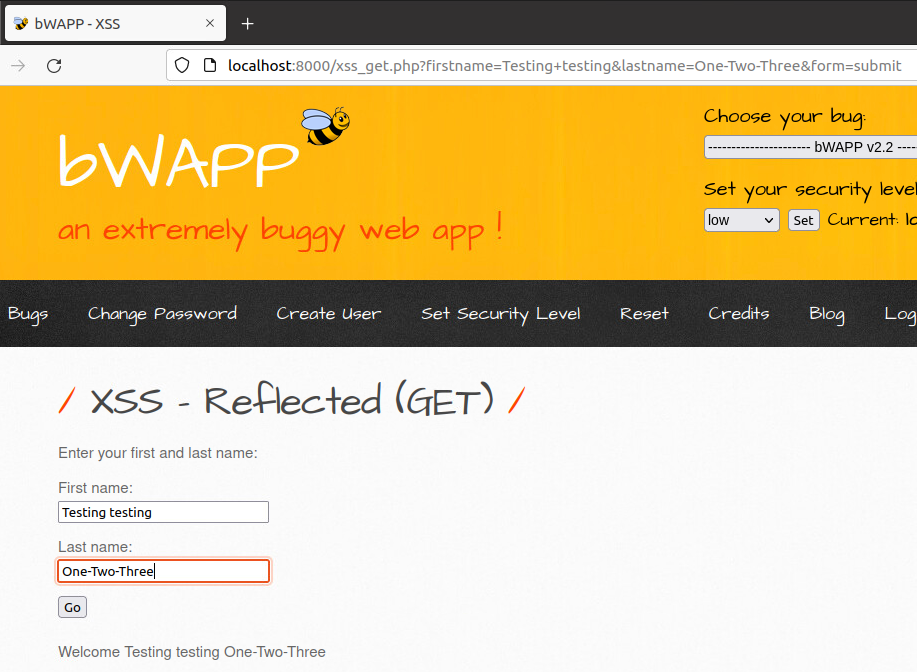 bWAPP - XSS
localhost:8000/xss_get.php?firstname=Testing+testing&lastname=One-Two-Three&form=submit
bWAPP
an extremely buggy web app !
Choose your bug:
---------------------- bWAPP v2.2 ----
Set your security level
low Set Current: lo
Bugs Change Password Create User Set Security Level Reset Credits Blog Log
/ XSS - Reflected (GET) /
Enter your first and last name:
First name:
Testing testing
Last name:
One-Two-Three
Go
Welcome Testing testing One-Two-Three